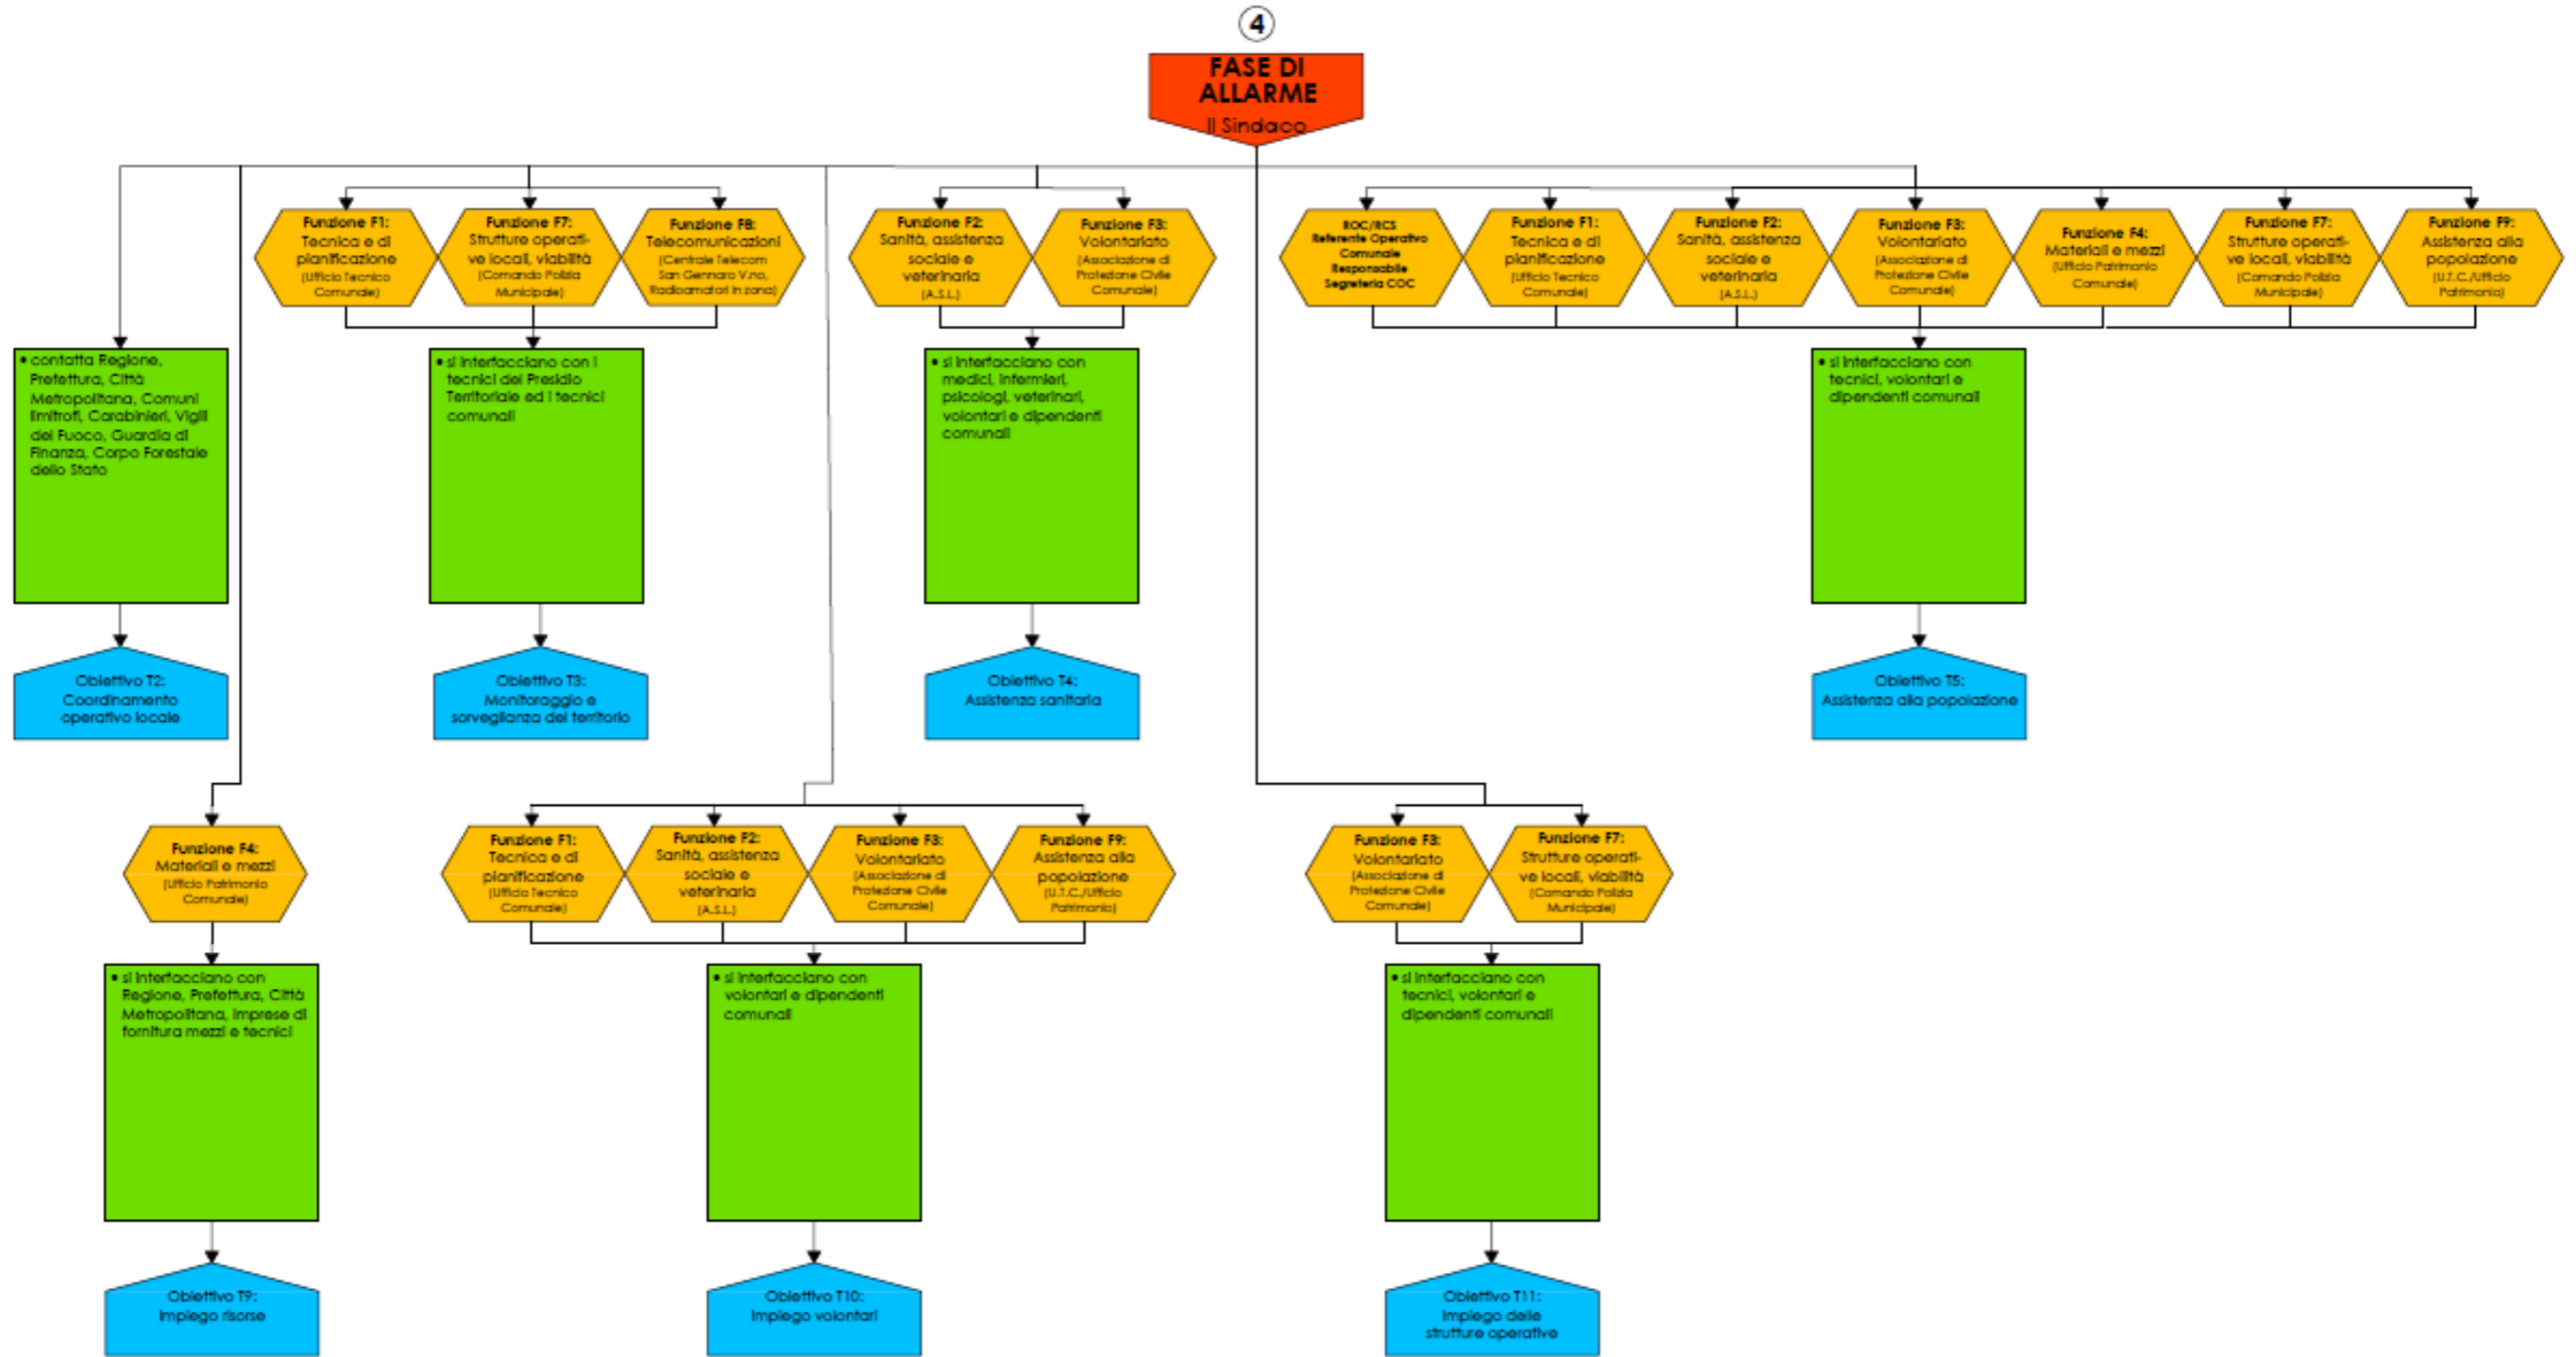 4
FASE DI
ALLARME
Il Sindaco
Funzione F1:
Tecnica e di
pianificazione
(Ufficio Tecnico
Comunale)
Funzione F7:
Strutture operati-
ve locali, viabilità
(Comando Polizia
Municipale)
Funzione F8:
Telecomunicazioni
(Centrale Telecom
San Gennaro V.no,
Radioamatori in zona)
Funzione F2:
Sanità, assistenza
sociale e
veterinaria
(A.S.L.)
Funzione F3:
Volontariato
(Associazione di
Protezione Civile
Comunale)
ROC/RCS
Referente Operativo
Comunale
Responsabile
Segreteria COC
Funzione F1:
Tecnica e di
pianificazione
(Ufficio Tecnico
Comunale)
Funzione F2:
Sanità, assistenza
sociale e
veterinaria
(A.S.L.)
Funzione F3:
Volontariato
(Associazione di
Protezione Civile
Comunale)
Funzione F4:
Materiali e mezzi
(Ufficio Patrimonio
Comunale)
Funzione F7:
Strutture operati-
ve locali, viabilità
(Comando Polizia
Municipale)
Funzione F9:
Assistenza alla
popolazione
(U.T.C./Ufficio
Patrimonio)
• contatta Regione,
Prefettura, Città
Metropolitana, Comuni
limitrofi, Carabinieri, Vigili
del Fuoco, Guardia di
Finanza, Corpo Forestale
dello Stato
• si interfacciano con i
tecnici del Presidio
Territoriale ed i tecnici
comunali
• si interfacciano con
medici, infermieri,
psicologi, veterinari,
volontari e dipendenti
comunali
• si interfacciano con
tecnici, volontari e
dipendenti comunali
Obiettivo T2:
Coordinamento
operativo locale
Obiettivo T3:
Monitoraggio e
sorveglianza del territorio
Obiettivo T4:
Assistenza sanitaria
Obiettivo T5:
Assistenza alla popolazione
Funzione F4:
Materiali e mezzi
(Ufficio Patrimonio
Comunale)
Funzione F1:
Tecnica e di
pianificazione
(Ufficio Tecnico
Comunale)
Funzione F2:
Sanità, assistenza
sociale e
veterinaria
(A.S.L.)
Funzione F3:
Volontariato
(Associazione di
Protezione Civile
Comunale)
Funzione F9:
Assistenza alla
popolazione
(U.T.C./Ufficio
Patrimonio)
Funzione F3:
Volontariato
(Associazione di
Protezione Civile
Comunale)
Funzione F7:
Strutture operati-
ve locali, viabilità
(Comando Polizia
Municipale)
• si interfacciano con
Regione, Prefettura, Città
Metropolitana, imprese di
fornitura mezzi e tecnici
• si interfacciano con
volontari e dipendenti
comunali
• si interfacciano con
tecnici, volontari e
dipendenti comunali
Obiettivo T9:
Impiego risorse
Obiettivo T10:
Impiego volontari
Obiettivo T11:
Impiego delle
strutture operative